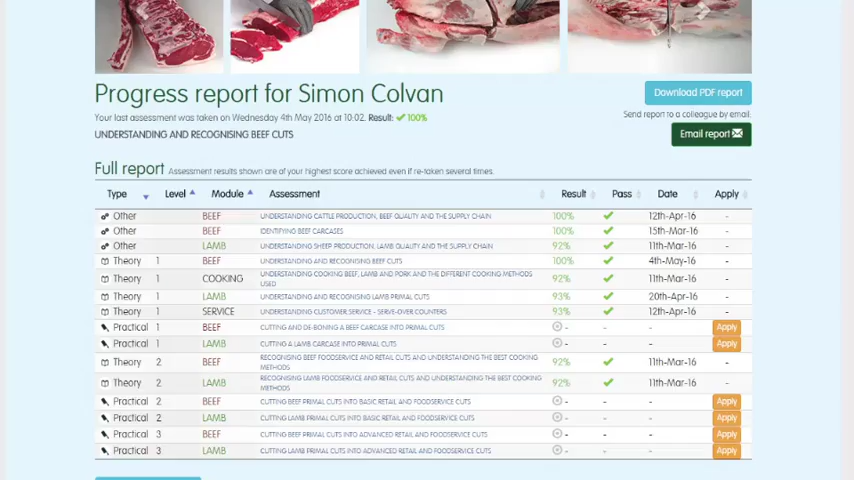 Progress report for Simon Colvan
Download PDF report
Your last assessment was taken on Wednesday 4th May 2016 at 10:02. Result: 100%
Send report to a colleague by email.
UNDERSTANDING AND RECOGNISING BEEF CUTS
Email report
Full report Assessment results shown are of your highest score achieved even if re-taken several times.
Type Level Module Assessment Result Pass Date Apply
Other BEEF UNDERSTANDING CATTLE PRODUCTION, BEEF QUALITY AND THE SUPPLY CHAIN 100% 12th-Apr-16 -
Other BEEF IDENTIFYING BEEF CARCASES 100% 15th-Mar-16 -
Other LAMB UNDERSTANDING SHEEP PRODUCTION, LAMB QUALITY AND THE SUPPLY CHAIN 92% 11th-Mar-16 -
Theory 1 BEEF UNDERSTANDING AND RECOGNISING BEEF CUTS 100% 4th-May-16 -
Theory 1 COOKING UNDERSTANDING COOKING BEEF, LAMB AND PORK AND THE DIFFERENT COOKING METHODS 92% 11th-Mar-16 -
USED
Theory 1 LAMB UNDERSTANDING AND RECOGNISING LAMB PRIMAL CUTS 93% 20th-Apr-16 -
Theory 1 SERVICE UNDERSTANDING CUSTOMER SERVICE - SERVE-OVER COUNTERS 93% 12th-Apr-16 -
Practical 1 BEEF CUTTING AND DE-BONING A BEEF CARCASE INTO PRIMAL CUTS - - - Apply
Practical 1 LAMB CUTTING A LAMB CARCASE INTO PRIMAL CUTS - - - Apply
Theory 2 BEEF RECOGNISING BEEF FOODSERVICE AND RETAIL CUTS AND UNDERSTANDING THE BEST COOKING 92% 11th-Mar-16 -
METHODS
Theory 2 LAMB RECOGNISING LAMB FOODSERVICE AND RETAIL CUTS AND UNDERSTANDING THE BEST COOKING 92% 11th-Mar-16 -
METHODS
Practical 2 BEEF CUTTING BEEF PRIMAL CUTS INTO BASIC RETAIL AND FOODSERVICE CUTS - - - Apply
Practical 2 LAMB CUTTING LAMB PRIMAL CUTS INTO BASIC RETAIL AND FOODSERVICE CUTS - - - Apply
Practical 3 BEEF CUTTING BEEF PRIMAL CUTS INTO ADVANCED RETAIL AND FOODSERVICE CUTS - - - Apply
Practical 3 LAMB CUTTING LAMB PRIMAL CUTS INTO ADVANCED RETAIL AND FOODSERVICE CUTS - - - Apply